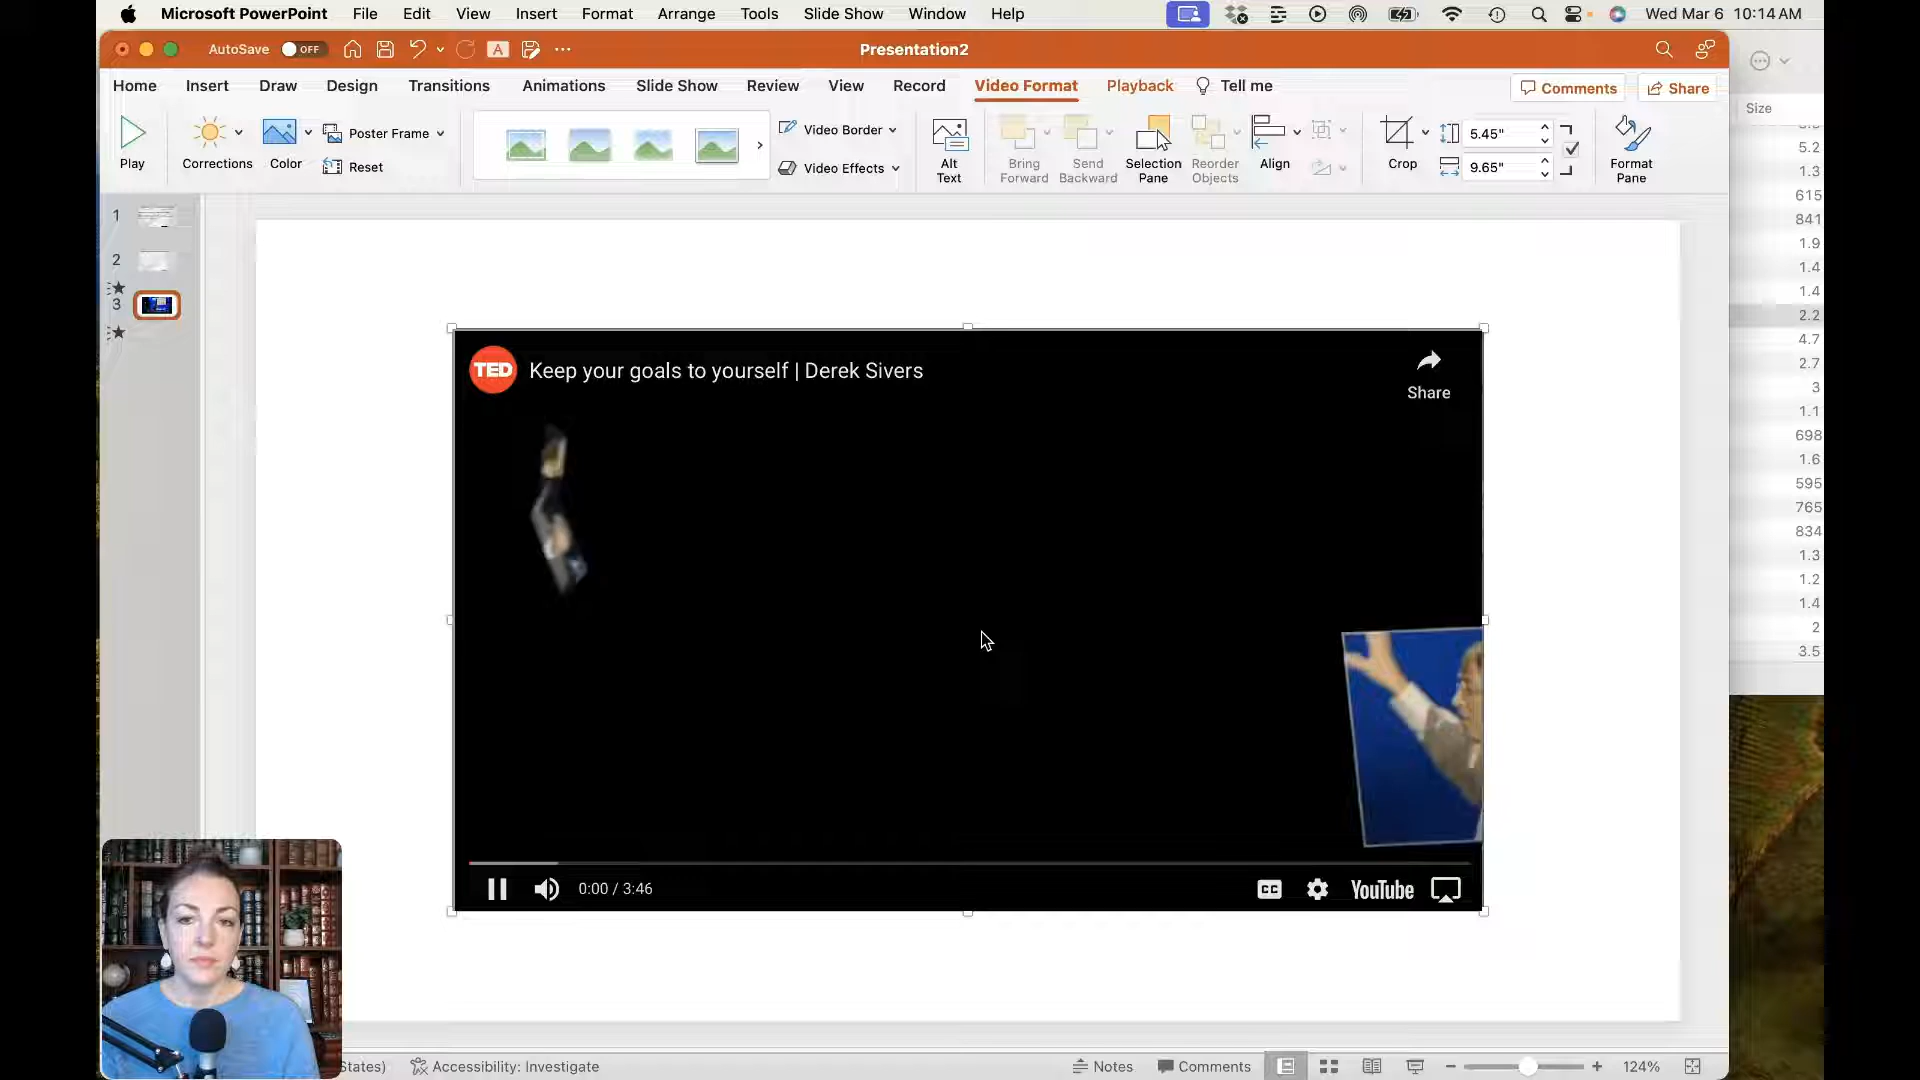 Microsoft PowerPoint File Edit View Insert Format Arrange Tools Slide Show Window Help Wed Mar 6 10:14 AM
AutoSave OFF A Presentation2
Home Insert Draw Design Transitions Animations Slide Show Review View Record Video Format Playback Tell me Comments Share
Play Corrections Color Poster Frame Reset Video Border Video Effects Alt Text Bring Forward Send Backward Selection Pane Reorder Objects Align Crop 5.45" 9.65" Format Pane
Size
5.2
1.3
615
841
1.9
1.4
1.4
2.2
4.7
2.7
3
1.1
698
1.6
595
765
834
1.3
1.2
1.4
2
3.5
1
2
3
TED Keep your goals to yourself | Derek Sivers
Share
0:00 / 3:46 CC YouTube
States) Accessibility: Investigate Notes Comments 124%